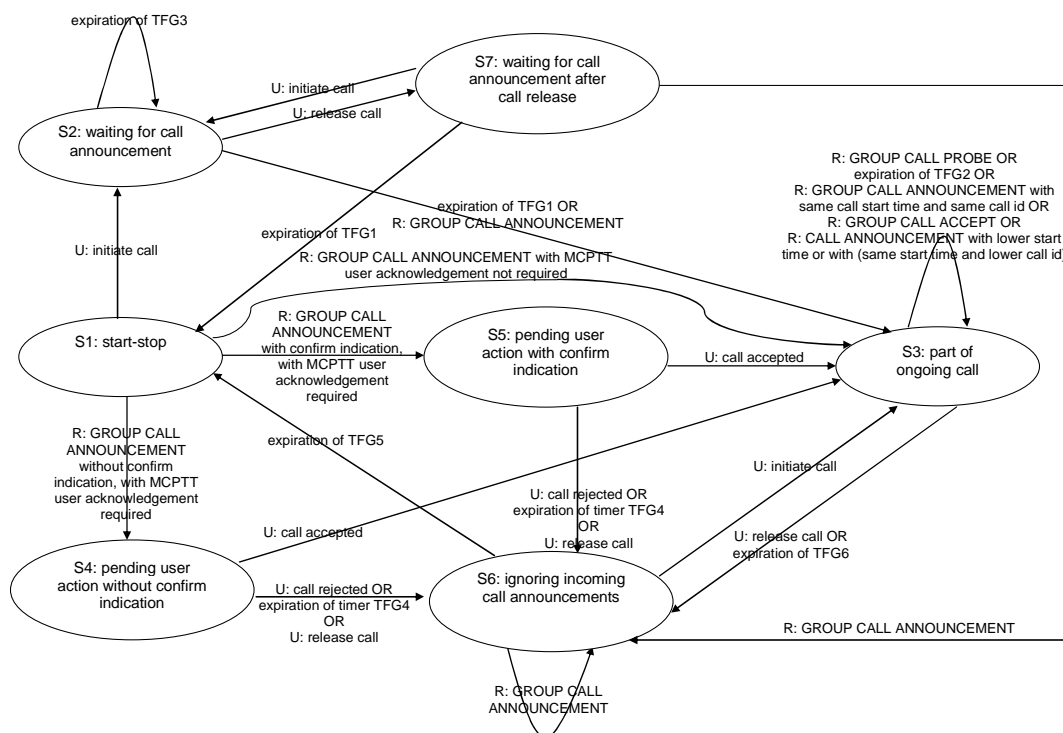 expiration of TFG3
S7: waiting for call
announcement after
call release
U: initiate call
U: release call
S2: waiting for call
announcement
R: GROUP CALL PROBE OR
expiration of TFG2 OR
R: GROUP CALL ANNOUNCEMENT with
same call start time and same call id OR
R: GROUP CALL ACCEPT OR
R: CALL ANNOUNCEMENT with lower start
time or with (same start time and lower call id)
expiration of TFG1 OR
R: GROUP CALL ANNOUNCEMENT
expiration of TFG1
U: initiate call
R: GROUP CALL ANNOUNCEMENT with MCPTT
user acknowledgement not required
S1: start-stop
R: GROUP CALL
ANNOUNCEMENT
with confirm indication,
with MCPTT user
acknowledgement
required
S5: pending user
action with confirm
indication
U: call accepted
S3: part of
ongoing call
R: GROUP CALL
ANNOUNCEMENT
without confirm
indication, with MCPTT
user acknowledgement
required
expiration of TFG5
U: initiate call
U: call rejected OR
expiration of timer TFG4
OR
U: release call
U: call accepted
U: release call OR
expiration of TFG6
S4: pending user
action without confirm
indication
U: call rejected OR
expiration of timer TFG4
OR
U: release call
S6: ignoring incoming
call announcements
R: GROUP CALL ANNOUNCEMENT
R: GROUP CALL
ANNOUNCEMENT